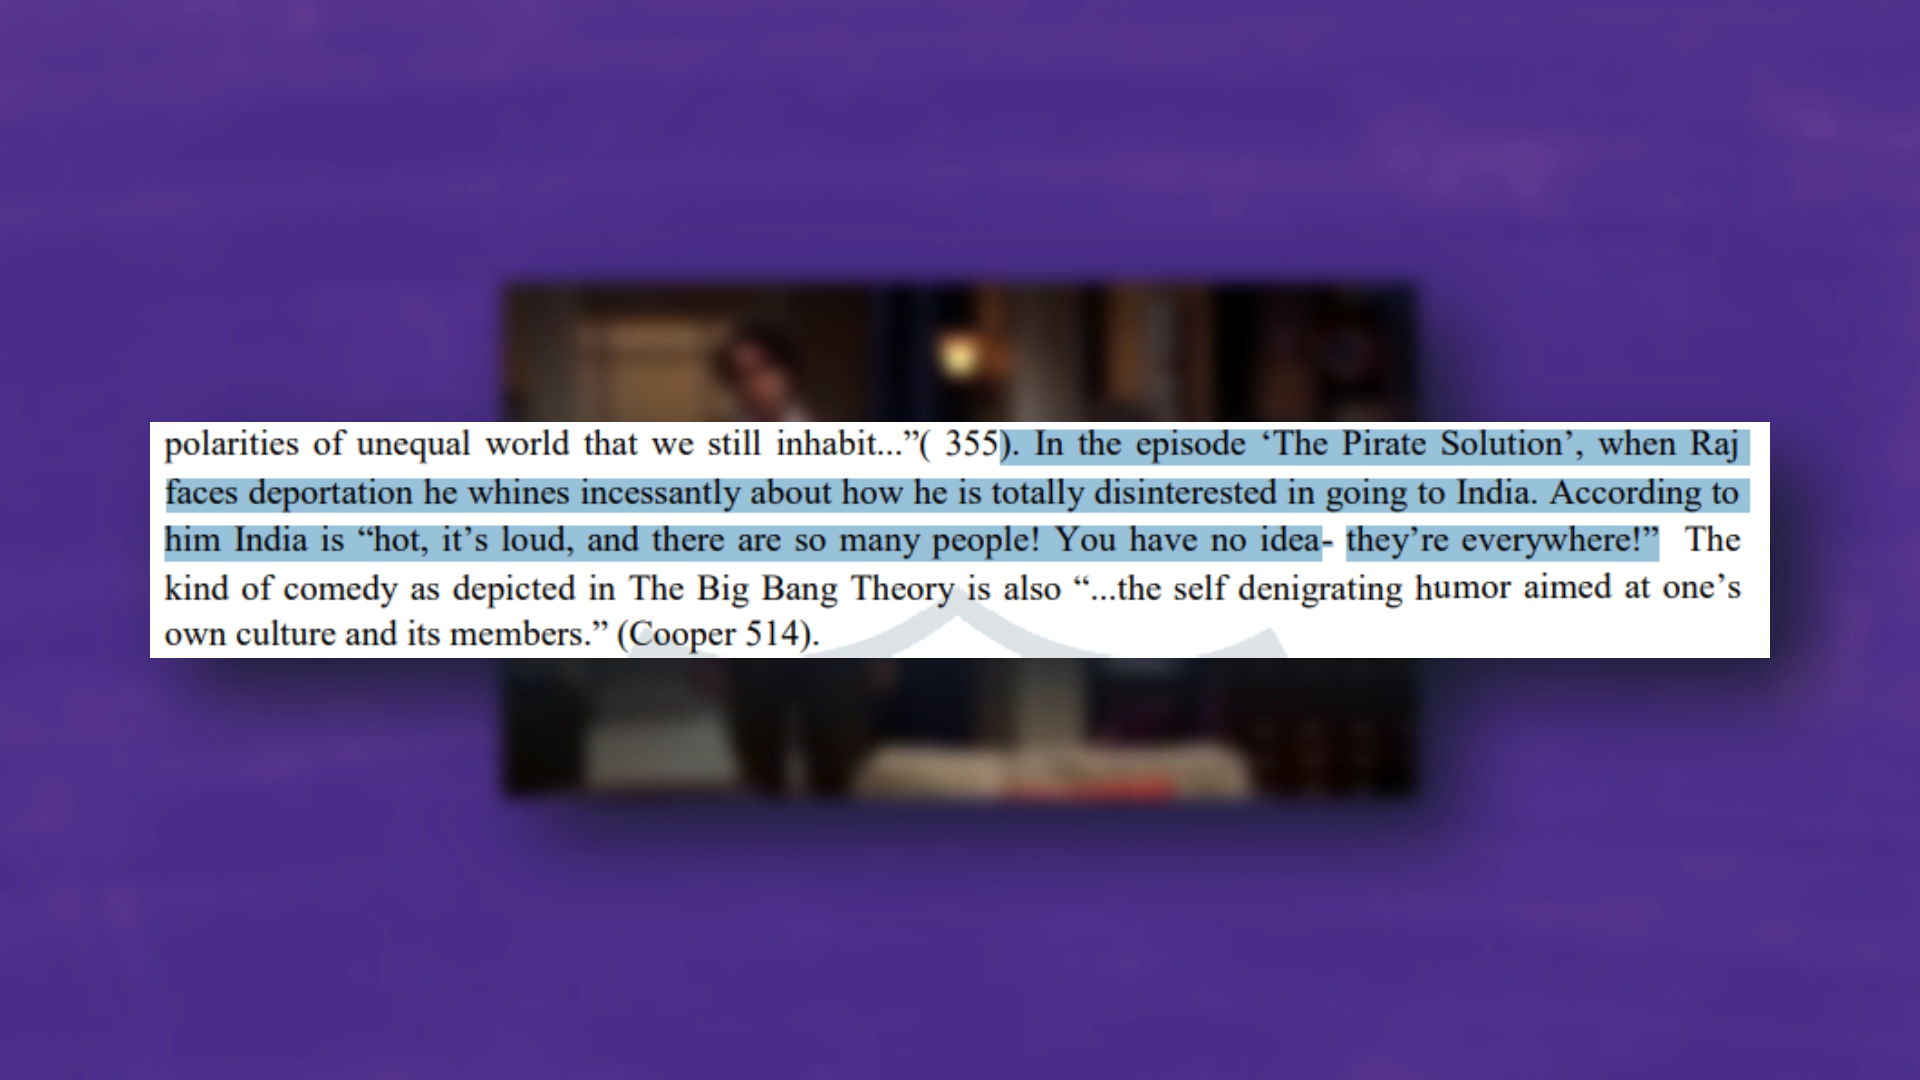 polarities of unequal world that we still inhabit...”( 355). In the episode ‘The Pirate Solution’, when Raj
faces deportation he whines incessantly about how he is totally disinterested in going to India. According to
him India is “hot, it’s loud, and there are so many people! You have no idea- they’re everywhere!” The
kind of comedy as depicted in The Big Bang Theory is also “...the self denigrating humor aimed at one’s
own culture and its members.” (Cooper 514).